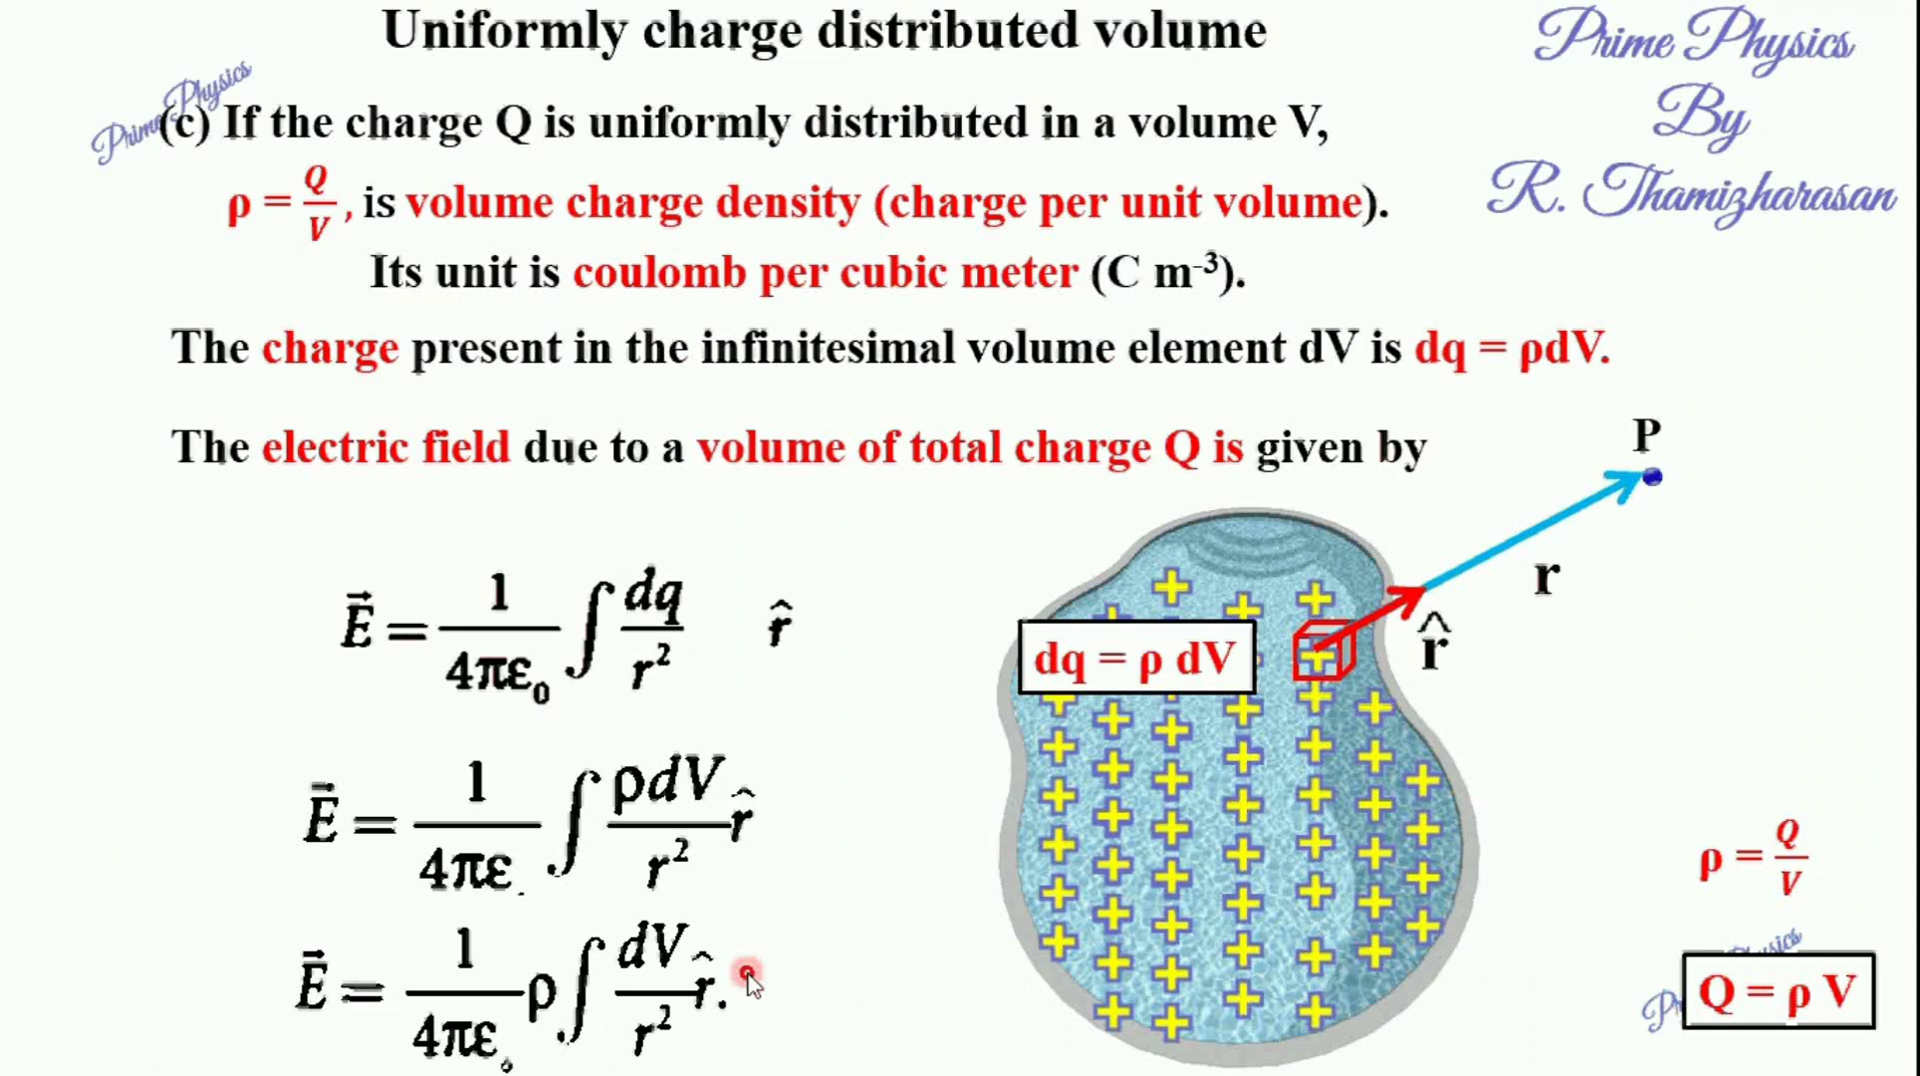 Uniformly charge distributed volume
Prime Physics
By
R. Thamizharasan
Prime Physics
(c) If the charge Q is uniformly distributed in a volume V,
ρ = Q/V, is volume charge density (charge per unit volume).
Its unit is coulomb per cubic meter (C m⁻³).
The charge present in the infinitesimal volume element dV is dq = ρdV.
The electric field due to a volume of total charge Q is given by
P
r
r̂
dq = ρ dV
E⃗ = 1/4πε₀ ∫ dq/r² r̂
E⃗ = 1/4πε ∫ ρdV/r² r̂
E⃗ = 1/4πε₀ ρ ∫ dV/r² r̂.
ρ = Q/V
Q = ρ V